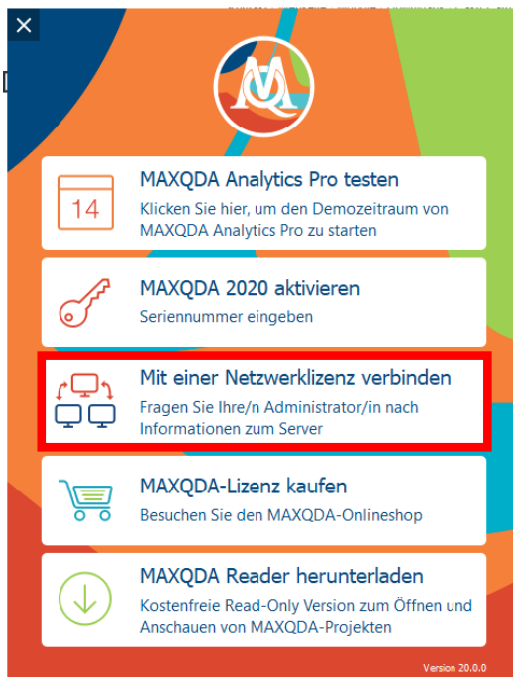 MAXQDA Analytics Pro testen
14
Klicken Sie hier, um den Demozeitraum von
MAXQDA Analytics Pro zu starten
MAXQDA 2020 aktivieren
Seriennummer eingeben
Mit einer Netzwerklizenz verbinden
Fragen Sie Ihre/n Administrator/in nach
Informationen zum Server
MAXQDA-Lizenz kaufen
Besuchen Sie den MAXQDA-Onlineshop
MAXQDA Reader herunterladen
Kostenfreie Read-Only Version zum Öffnen und
Anschauen von MAXQDA-Projekten
Version 20.0.0